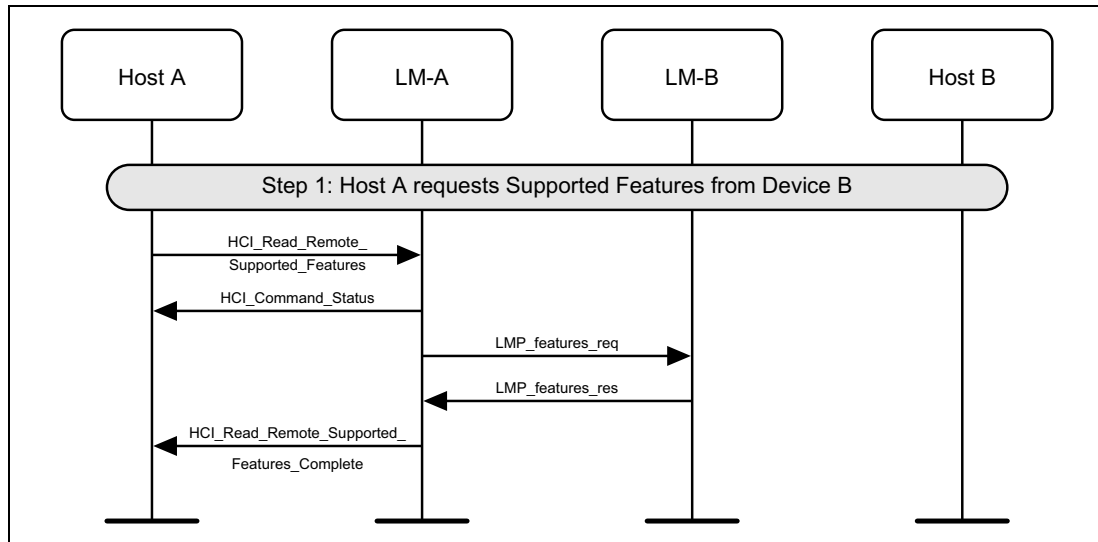 Host A
LM-A
LM-B
Host B
Step 1: Host A requests Supported Features from Device B
HCI_Read_Remote_
Supported_Features
HCI_Command_Status
LMP_features_req
LMP_features_res
HCI_Read_Remote_Supported_
Features_Complete